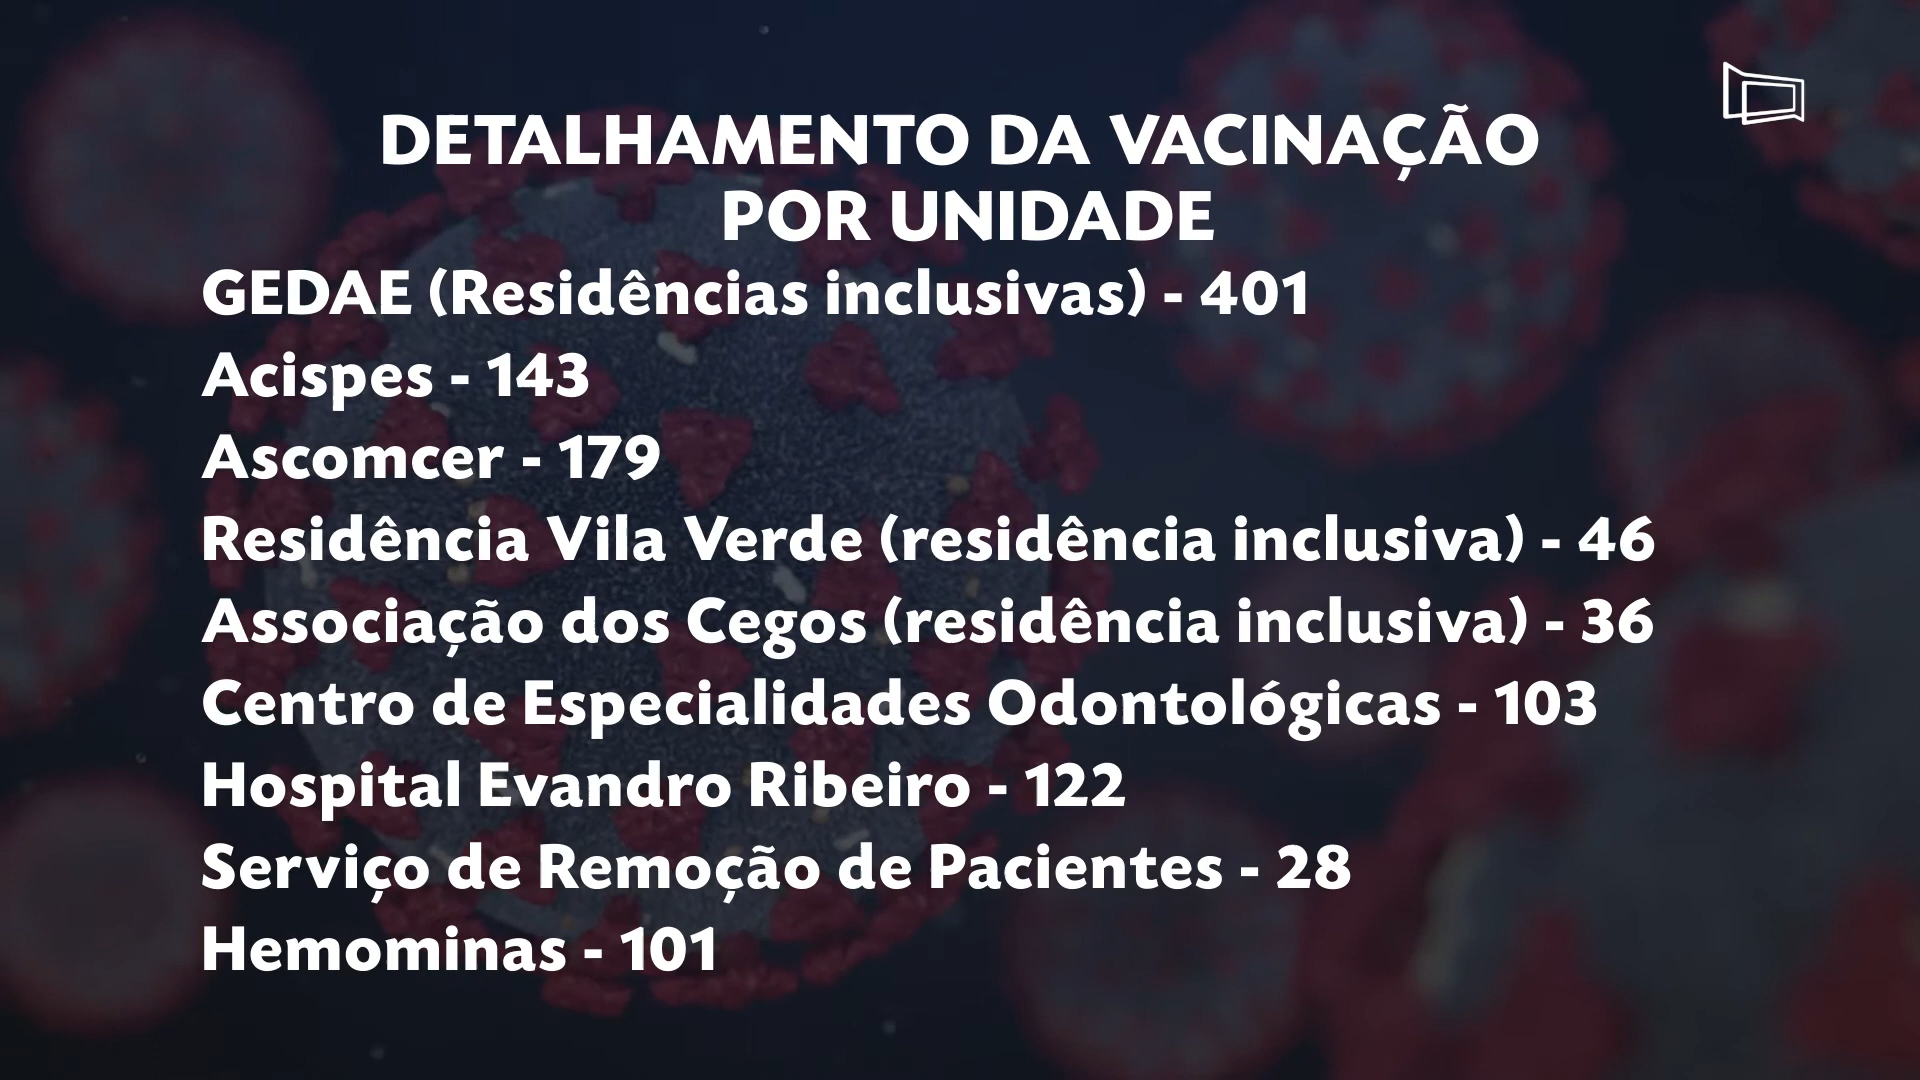 DETALHAMENTO DA VACINAÇÃO
POR UNIDADE
GEDAE (Residências inclusivas) - 401
Acispes - 143
Ascomcer - 179
Residência Vila Verde (residência inclusiva) - 46
Associação dos Cegos (residência inclusiva) - 36
Centro de Especialidades Odontológicas - 103
Hospital Evandro Ribeiro - 122
Serviço de Remoção de Pacientes - 28
Hemominas - 101